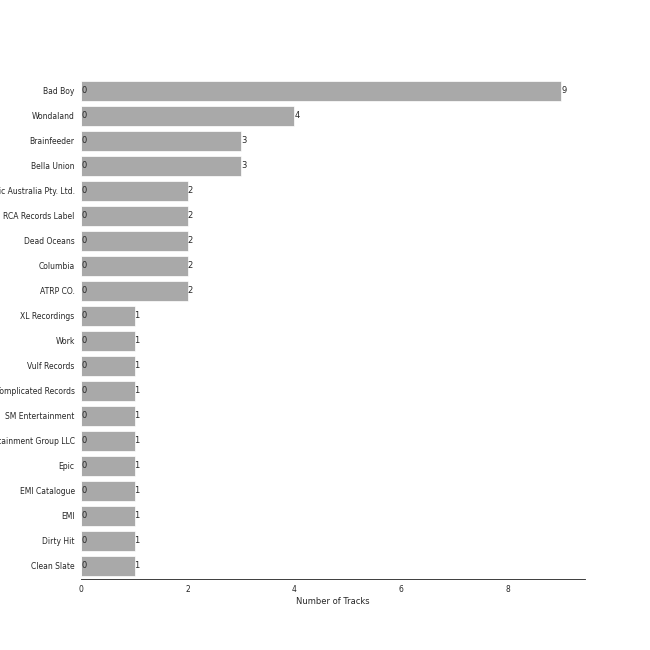 Bad Boy 0 9
Wondaland 0 4
Brainfeeder 0 3
Bella Union 0 3
ic Australia Pty. Ltd. 0 2
RCA Records Label 0 2
Dead Oceans 0 2
Columbia 0 2
ATRP CO. 0 2
XL Recordings 0 1
Work 0 1
Vulf Records 0 1
omplicated Records 0 1
SM Entertainment 0 1
tainment Group LLC 0 1
Epic 0 1
EMI Catalogue 0 1
EMI 0 1
Dirty Hit 0 1
Clean Slate 0 1
0 2 4 6 8
Number of Tracks